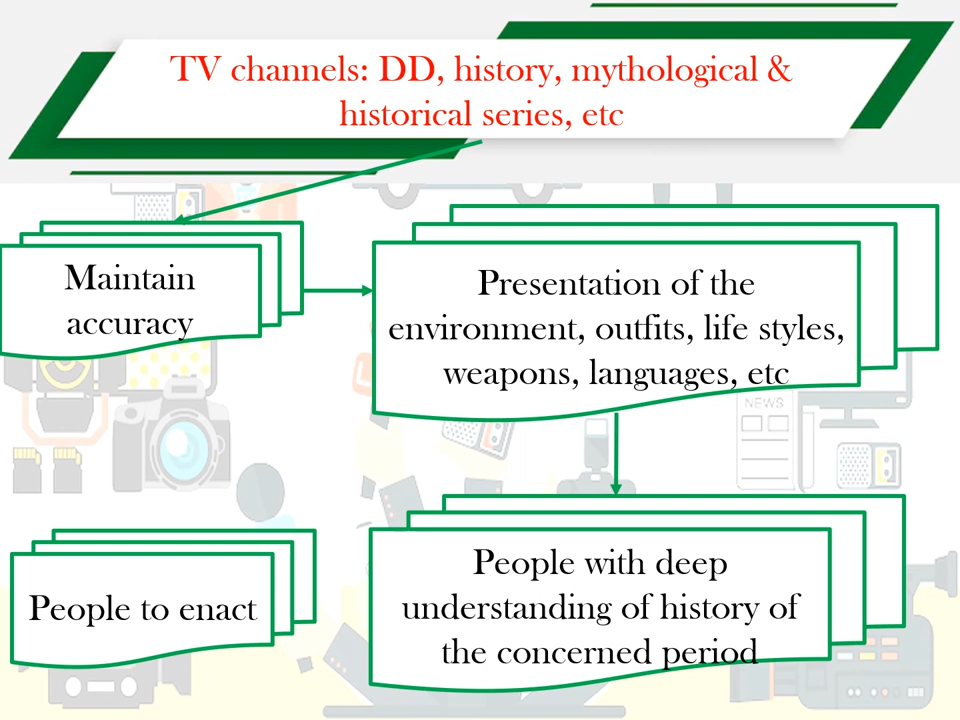 TV channels: DD, history, mythological &
historical series, etc
Maintain
accuracy
Presentation of the
environment, outfits, life styles,
weapons, languages, etc
NEWS
People to enact
People with deep
understanding of history of
the concerned period